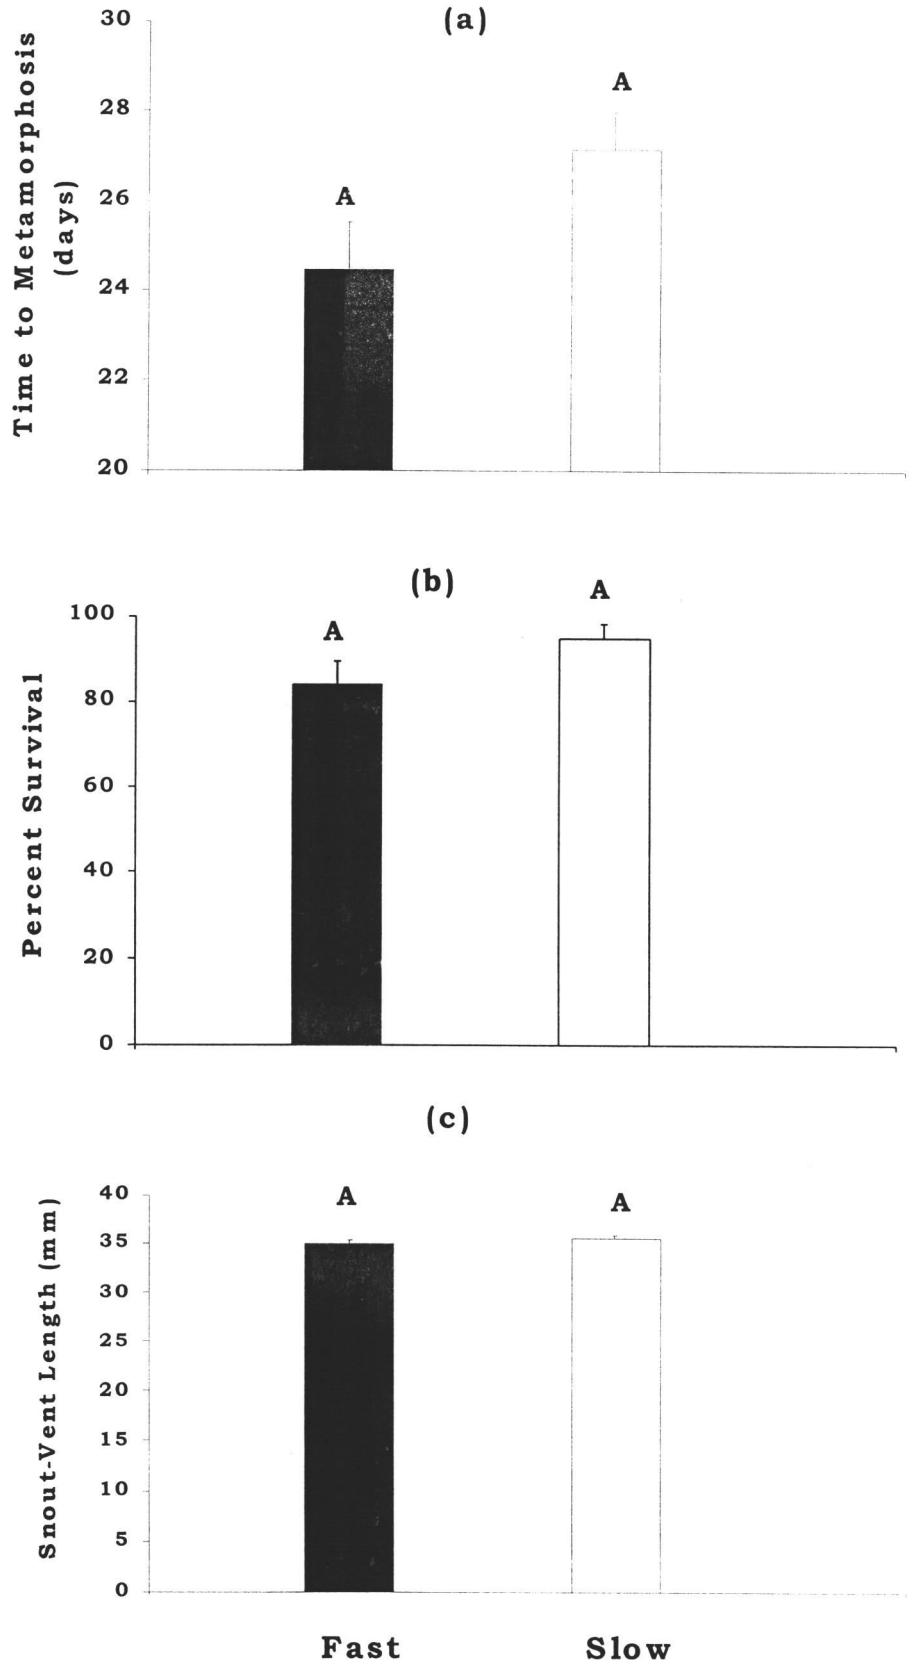 (a)
Time to Metamorphosis
(days)
30
28
26
24
22
20
A
A
(b)
Percent Survival
100
80
60
40
20
0
A
A
(c)
Snout-Vent Length (mm)
40
35
30
25
20
15
10
5
0
A
A
Fast
Slow